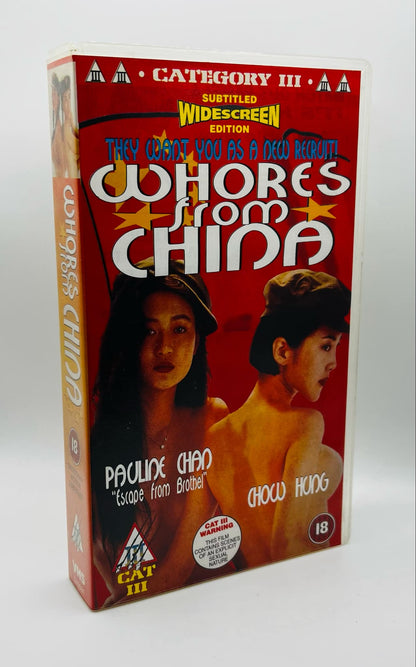 · CATEGORY III ·
SUBTITLED
WIDESCREEN
EDITION
THEY WANT YOU AS A NEW RECRUIT!
WHORES
from
CHINA
PAULINE CHAN
"Escape from Brothel"
CHOW HUNG
CAT III
WARNING
THIS FILM
CONTAINS SCENES
OF AN EXPLICIT
SEXUAL
NATURE
18
CAT
III
WHORES
from
CHINA
18
VMS